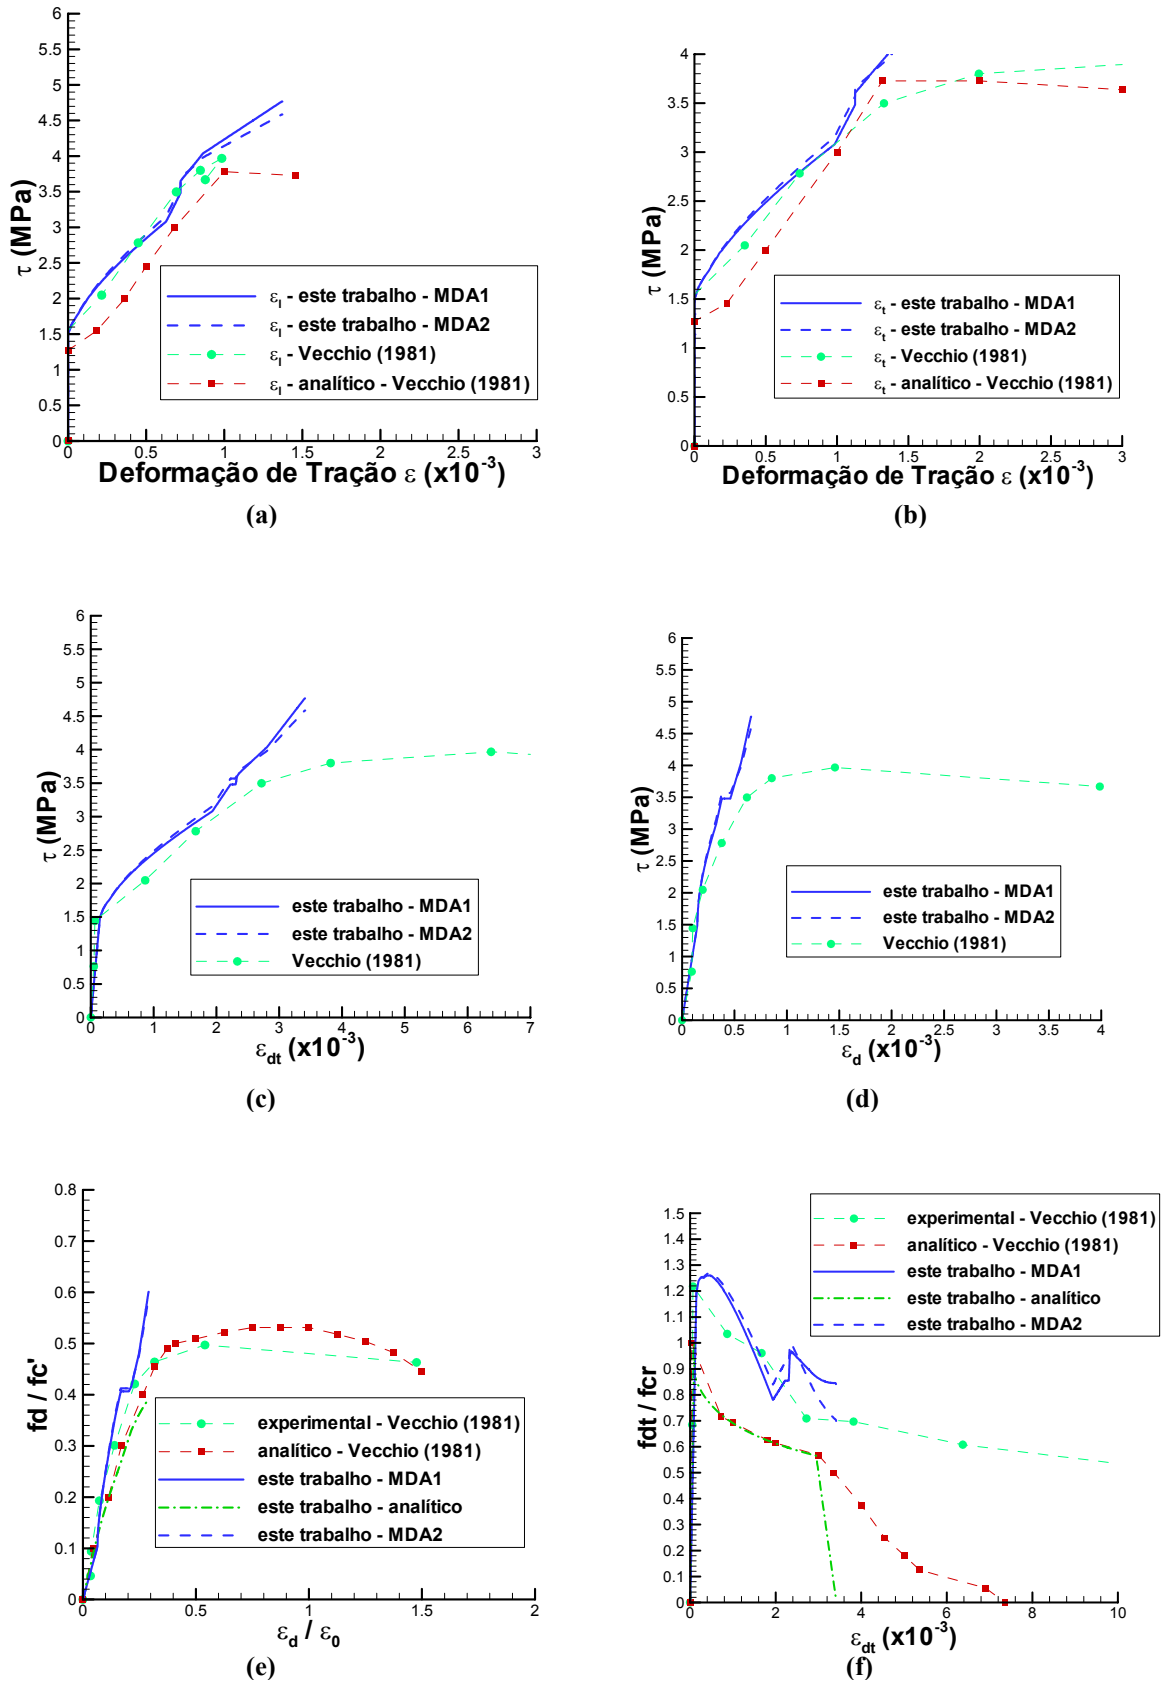 6
5.5
5
4.5
4
3.5
3
2.5
2
1.5
1
0.5
0
τ (MPa)
ε_l - este trabalho - MDA1
ε_l - este trabalho - MDA2
ε_l - Vecchio (1981)
ε_l - analítico - Vecchio (1981)
0 0.5 1 1.5 2 2.5 3
Deformação de Tração ε (x10⁻³)
(a)
4
3.5
3
2.5
2
1.5
1
0.5
0
τ (MPa)
ε_t - este trabalho - MDA1
ε_t - este trabalho - MDA2
ε_t - Vecchio (1981)
ε_t - analítico - Vecchio (1981)
0 0.5 1 1.5 2 2.5 3
Deformação de Tração ε (x10⁻³)
(b)
6
5.5
5
4.5
4
3.5
3
2.5
2
1.5
1
0.5
0
τ (MPa)
este trabalho - MDA1
este trabalho - MDA2
Vecchio (1981)
0 1 2 3 4 5 6 7
ε_dt (x10⁻³)
(c)
6
5.5
5
4.5
4
3.5
3
2.5
2
1.5
1
0.5
0
τ (MPa)
este trabalho - MDA1
este trabalho - MDA2
Vecchio (1981)
0 0.5 1 1.5 2 2.5 3 3.5 4
ε_d (x10⁻³)
(d)
0.8
0.7
0.6
0.5
0.4
0.3
0.2
0.1
0
fd / fc'
experimental - Vecchio (1981)
analítico - Vecchio (1981)
este trabalho - MDA1
este trabalho - analítico
este trabalho - MDA2
0 0.5 1 1.5 2
ε_d / ε_0
(e)
experimental - Vecchio (1981)
analítico - Vecchio (1981)
este trabalho - MDA1
este trabalho - analítico
este trabalho - MDA2
1.5
1.4
1.3
1.2
1.1
1
0.9
0.8
0.7
0.6
0.5
0.4
0.3
0.2
0.1
0
fdt / fcr
0 2 4 6 8 10
ε_dt (x10⁻³)
(f)